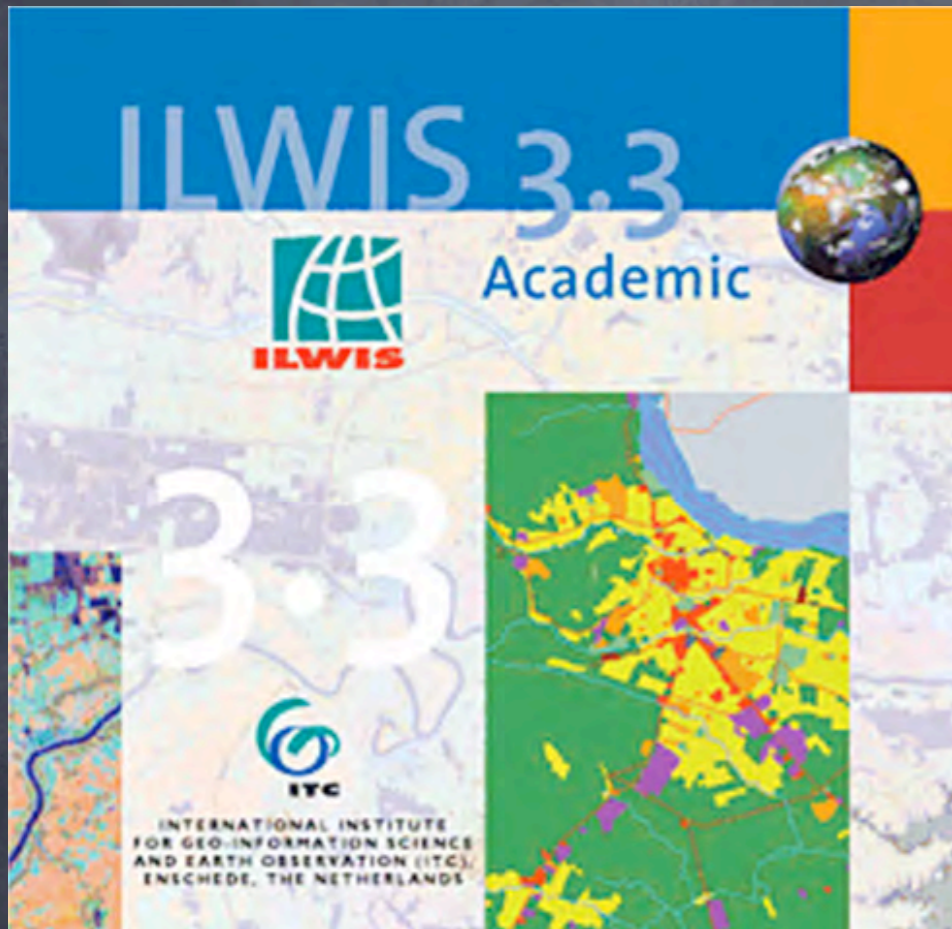 ILWIS 3.3
Academic
ILWIS
3.3
ITC
INTERNATIONAL INSTITUTE
FOR GEO-INFORMATION SCIENCE
AND EARTH OBSERVATION (ITC),
ENSCHEDE, THE NETHERLANDS